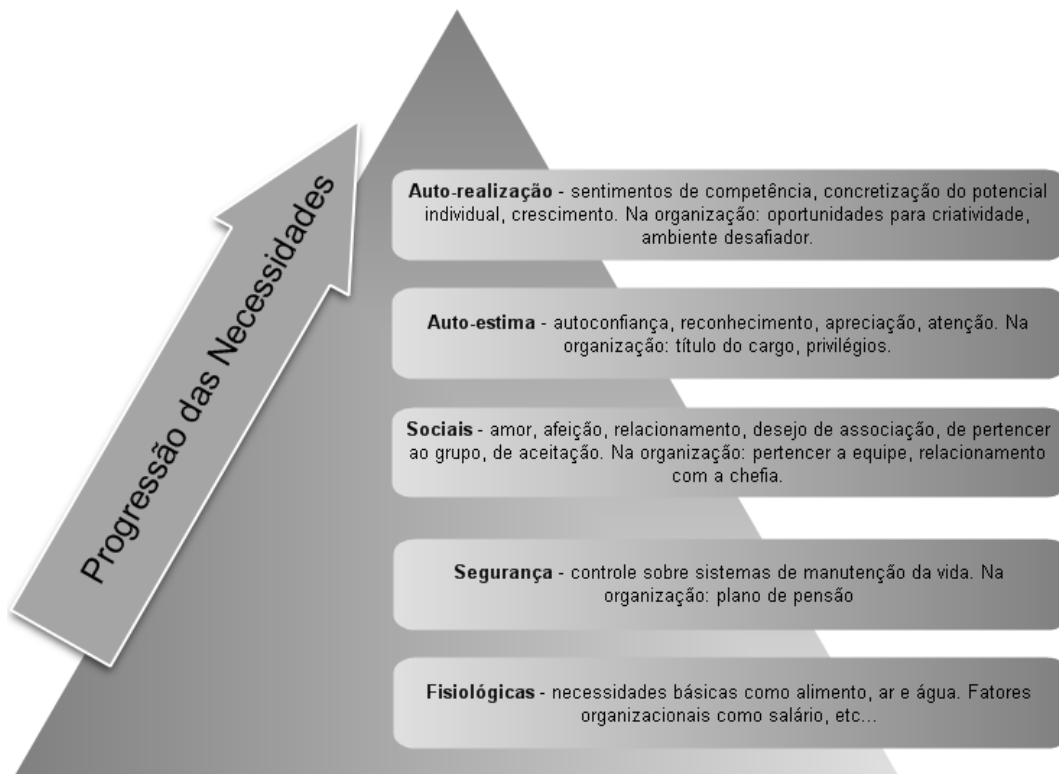 Progressão das Necessidades
Auto-realização - sentimentos de competência, concretização do potencial
individual, crescimento. Na organização: oportunidades para criatividade,
ambiente desafiador.
Auto-estima - autoconfiança, reconhecimento, apreciação, atenção. Na
organização: título do cargo, privilégios.
Sociais - amor, afeição, relacionamento, desejo de associação, de pertencer
ao grupo, de aceitação. Na organização: pertencer a equipe, relacionamento
com a chefia.
Segurança - controle sobre sistemas de manutenção da vida. Na
organização: plano de pensão
Fisiológicas - necessidades básicas como alimento, ar e água. Fatores
organizacionais como salário, etc...